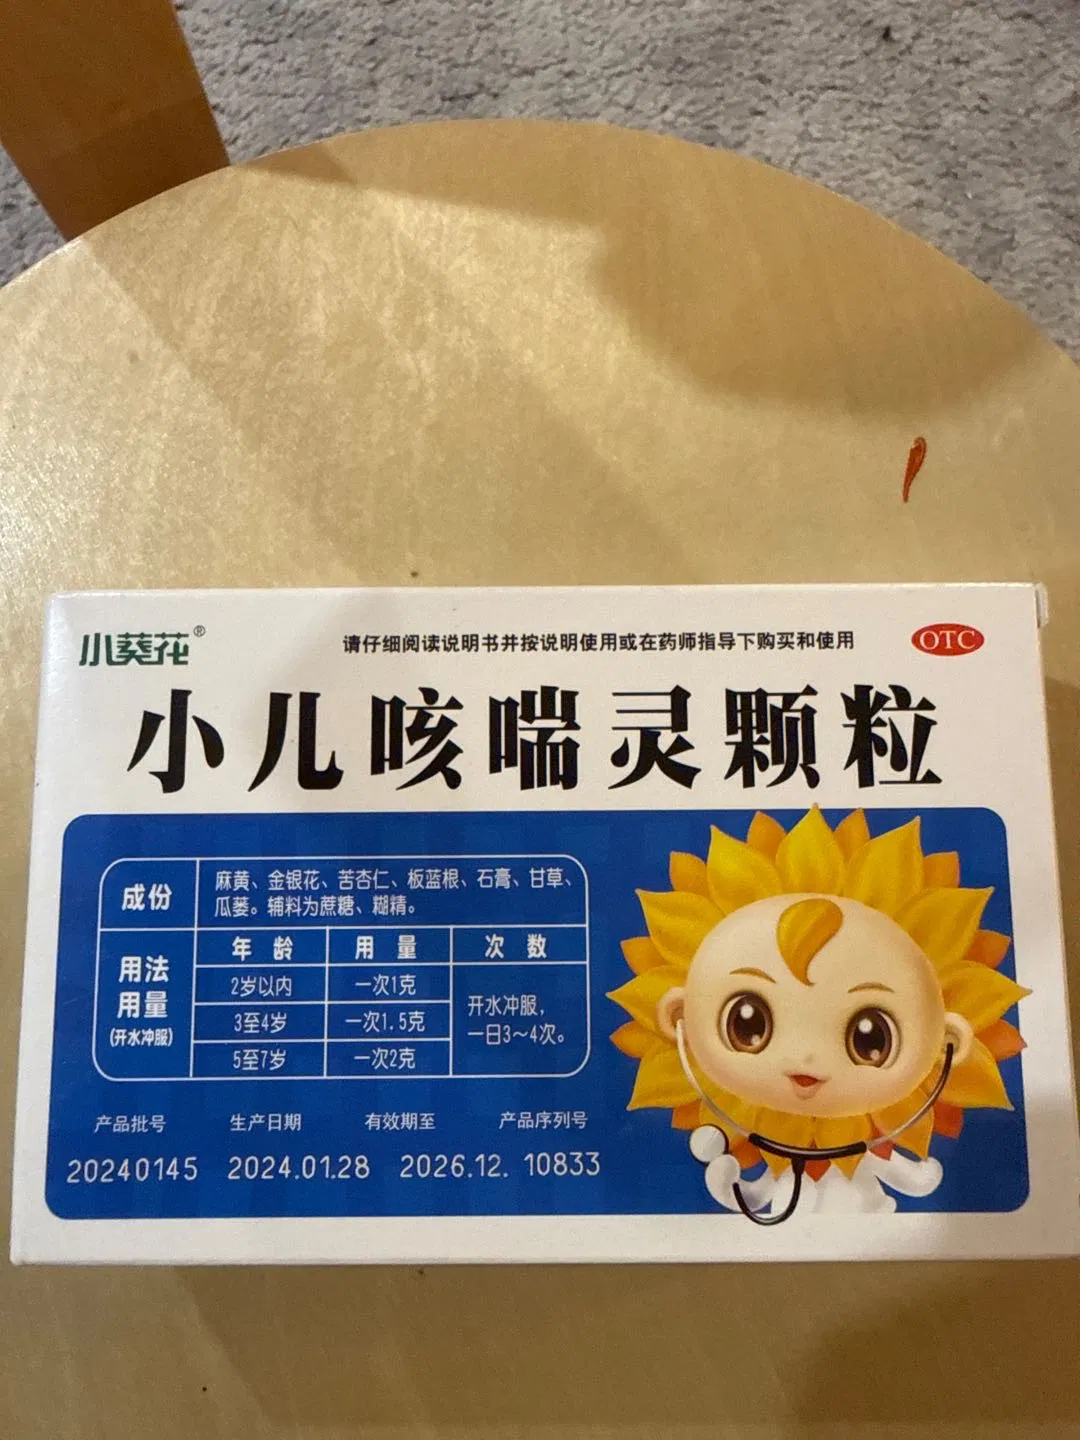 小葵花®
请仔细阅读说明书并按说明使用或在药师指导下购买和使用
OTC
小儿咳喘灵颗粒
成份
麻黄、金银花、苦杏仁、板蓝根、石膏、甘草、
瓜蒌。辅料为蔗糖、糊精。
用法
用量
(开水冲服)
年龄 用量 次数
2岁以内 一次1克
3至4岁 一次1.5克
5至7岁 一次2克
开水冲服,
一日3~4次。
产品批号 生产日期 有效期至 产品序列号
20240145 2024.01.28 2026.12. 10833